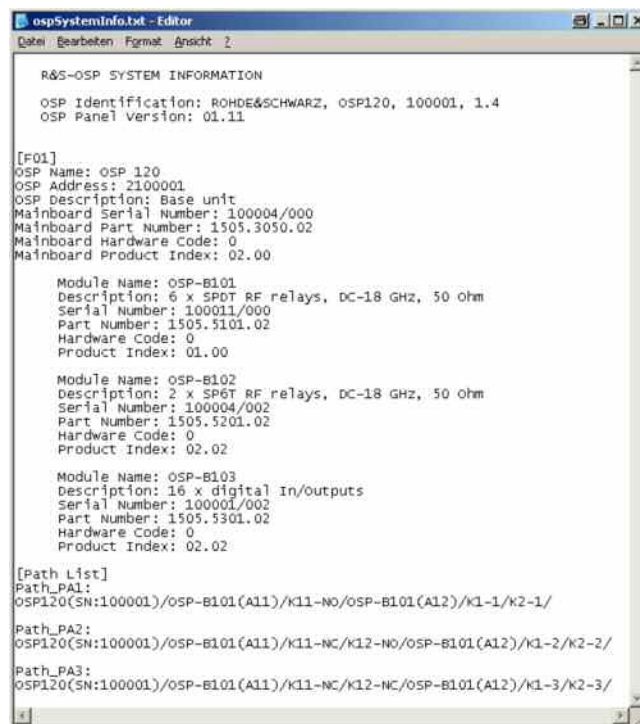 ospSystemInfo.txt - Editor
Datei Bearbeiten Format Ansicht ?
R&S-OSP SYSTEM INFORMATION
OSP Identification: ROHDE&SCHWARZ, OSP120, 100001, 1.4
OSP Panel Version: 01.11
[F01]
OSP Name: OSP 120
OSP Address: 2100001
OSP Description: Base unit
Mainboard Serial Number: 100004/000
Mainboard Part Number: 1505.3050.02
Mainboard Hardware Code: 0
Mainboard Product Index: 02.00
Module Name: OSP-B101
Description: 6 x SPDT RF relays, DC-18 GHz, 50 Ohm
Serial Number: 100011/000
Part Number: 1505.5101.02
Hardware Code: 0
Product Index: 01.00
Module Name: OSP-B102
Description: 2 x SP6T RF relays, DC-18 GHz, 50 Ohm
Serial Number: 100004/002
Part Number: 1505.5201.02
Hardware Code: 0
Product Index: 02.02
Module Name: OSP-B103
Description: 16 x digital In/Outputs
Serial Number: 100001/002
Part Number: 1505.5301.02
Hardware Code: 0
Product Index: 02.02
[Path List]
Path_PA1:
OSP120(SN:100001)/OSP-B101(A11)/K11-NO/OSP-B101(A12)/K1-1/K2-1/
Path_PA2:
OSP120(SN:100001)/OSP-B101(A11)/K11-NC/K12-NO/OSP-B101(A12)/K1-2/K2-2/
Path_PA3:
OSP120(SN:100001)/OSP-B101(A11)/K11-NC/K12-NC/OSP-B101(A12)/K1-3/K2-3/